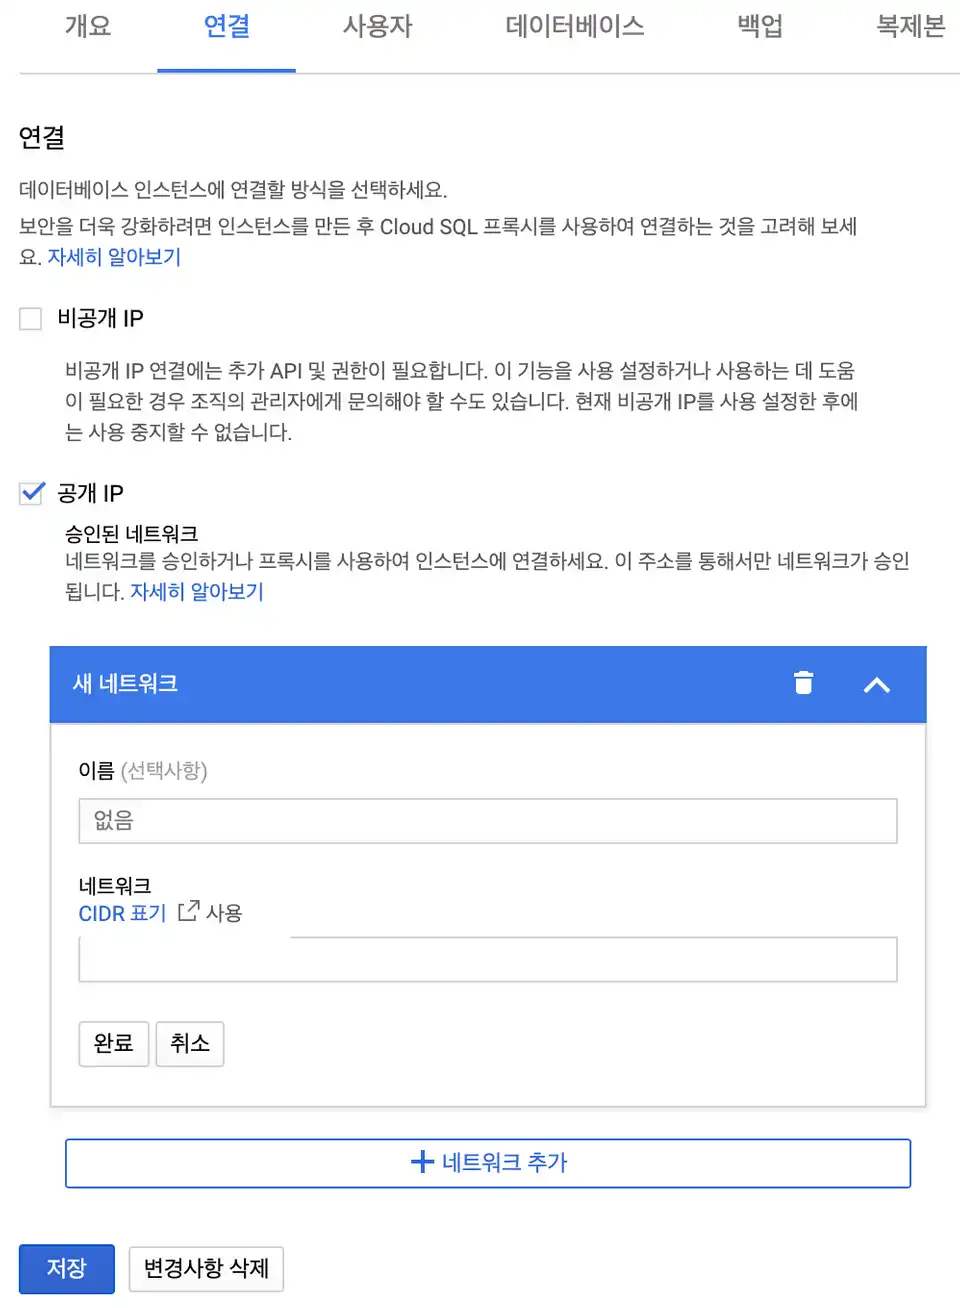 개요 연결 사용자 데이터베이스 백업 복제본
연결
데이터베이스 인스턴스에 연결할 방식을 선택하세요.
보안을 더욱 강화하려면 인스턴스를 만든 후 Cloud SQL 프록시를 사용하여 연결하는 것을 고려해 보세
요. 자세히 알아보기
비공개 IP
비공개 IP 연결에는 추가 API 및 권한이 필요합니다. 이 기능을 사용 설정하거나 사용하는 데 도움
이 필요한 경우 조직의 관리자에게 문의해야 할 수도 있습니다. 현재 비공개 IP를 사용 설정한 후에
는 사용 중지할 수 없습니다.
공개 IP
승인된 네트워크
네트워크를 승인하거나 프록시를 사용하여 인스턴스에 연결하세요. 이 주소를 통해서만 네트워크가 승인
됩니다. 자세히 알아보기
새 네트워크
이름 (선택사항)
없음
네트워크
CIDR 표기 사용
완료 취소
네트워크 추가
저장 변경사항 삭제